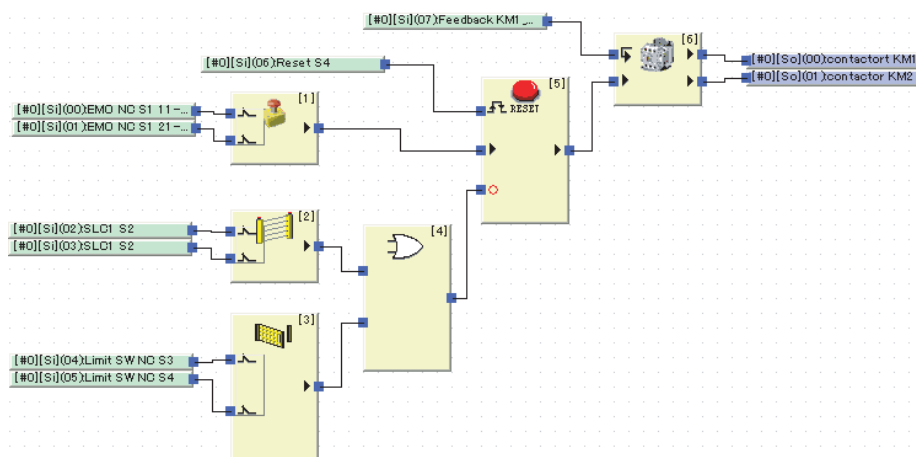 [#0][Si](07):Feedback KM1 _...
[#0][Si](06):Reset S4
[6]
[#0][So](00):contactort KM1
[#0][So](01):contactor KM2
[5]
RESET
[#0][Si](00):EMO NC S1 11-...
[#0][Si](01):EMO NC S1 21-...
[1]
[#0][Si](02):SLC1 S2
[#0][Si](03):SLC1 S2
[2]
[4]
[3]
[#0][Si](04):Limit SW NC S3
[#0][Si](05):Limit SW NC S4